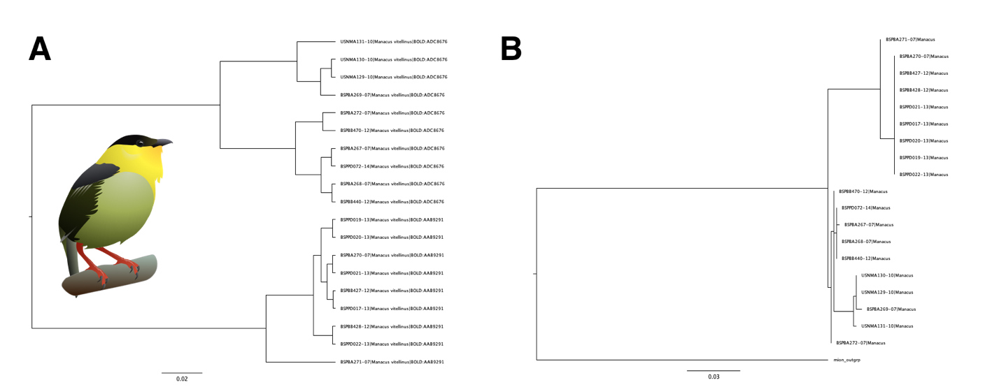 A
USNMA131-10|Manacus vitellinus|BOLD:ADC8676
USNMA130-10|Manacus vitellinus|BOLD:ADC8676
USNMA129-10|Manacus vitellinus|BOLD:ADC8676
BSPBA269-07|Manacus vitellinus|BOLD:ADC8676
BSPBA272-07|Manacus vitellinus|BOLD:ADC8676
BSPBB470-12|Manacus vitellinus|BOLD:ADC8676
BSPBA267-07|Manacus vitellinus|BOLD:ADC8676
BSPPD072-14|Manacus vitellinus|BOLD:ADC8676
BSPBA268-07|Manacus vitellinus|BOLD:ADC8676
BSPBB440-12|Manacus vitellinus|BOLD:ADC8676
BSPPD019-13|Manacus vitellinus|BOLD:AAB9291
BSPPD020-13|Manacus vitellinus|BOLD:AAB9291
BSPBA270-07|Manacus vitellinus|BOLD:AAB9291
BSPPD021-13|Manacus vitellinus|BOLD:AAB9291
BSPBB427-12|Manacus vitellinus|BOLD:AAB9291
BSPPD017-13|Manacus vitellinus|BOLD:AAB9291
BSPBB428-12|Manacus vitellinus|BOLD:AAB9291
BSPPD022-13|Manacus vitellinus|BOLD:AAB9291
BSPBA271-07|Manacus vitellinus|BOLD:AAB9291
0.02
B
BSPBA271-07|Manacus
BSPBA270-07|Manacus
BSPBB427-12|Manacus
BSPBB428-12|Manacus
BSPPD021-13|Manacus
BSPPD017-13|Manacus
BSPPD020-13|Manacus
BSPPD019-13|Manacus
BSPPD022-13|Manacus
BSPBB470-12|Manacus
BSPPD072-14|Manacus
BSPBA267-07|Manacus
BSPBA268-07|Manacus
BSPBB440-12|Manacus
USNMA130-10|Manacus
USNMA129-10|Manacus
BSPBA269-07|Manacus
USNMA131-10|Manacus
BSPBA272-07|Manacus
mion_outgrp
0.03